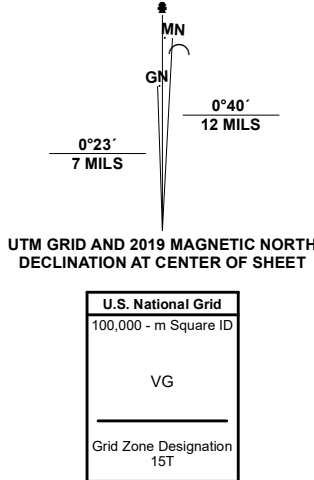 MN
GN
0°40´
12 MILS
0°23´
7 MILS
UTM GRID AND 2019 MAGNETIC NORTH
DECLINATION AT CENTER OF SHEET
U.S. National Grid
100,000 - m Square ID
VG
Grid Zone Designation
15T